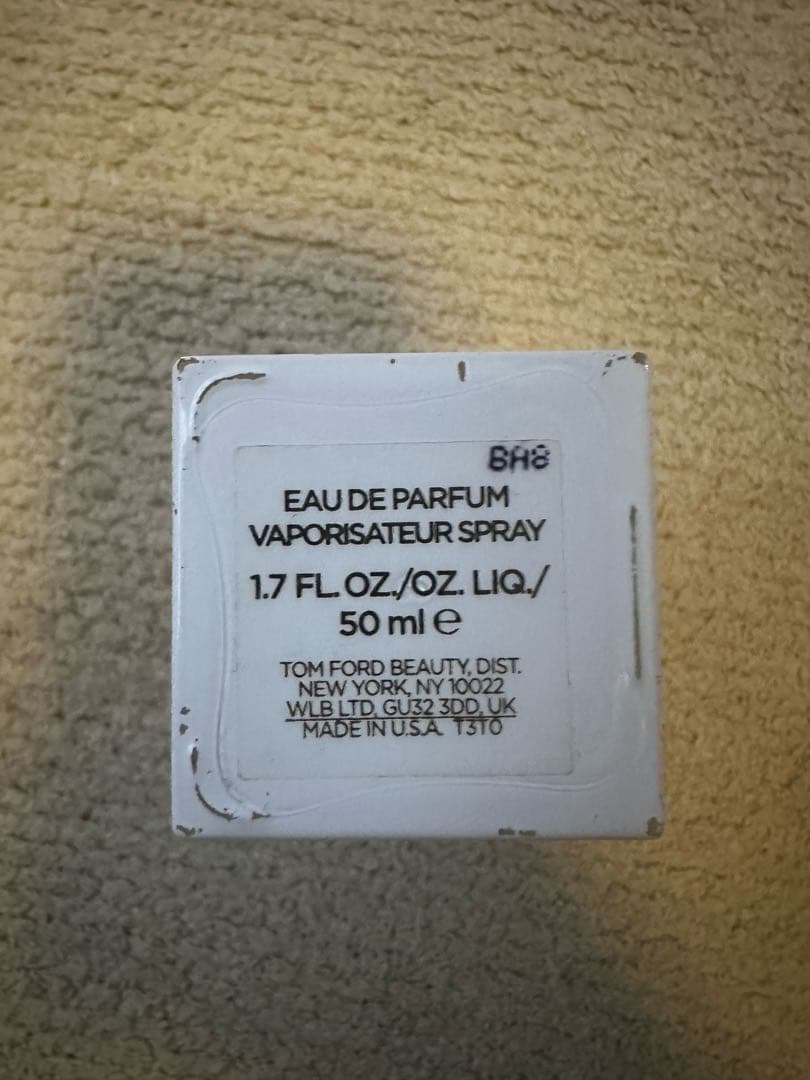 BH8
EAU DE PARFUM
VAPORISATEUR SPRAY
1.7 FL. OZ./OZ. LIQ./
50 ml ℮
TOM FORD BEAUTY, DIST.
NEW YORK, NY 10022
WLB LTD, GU32 3DD, UK
MADE IN U.S.A. T3T0